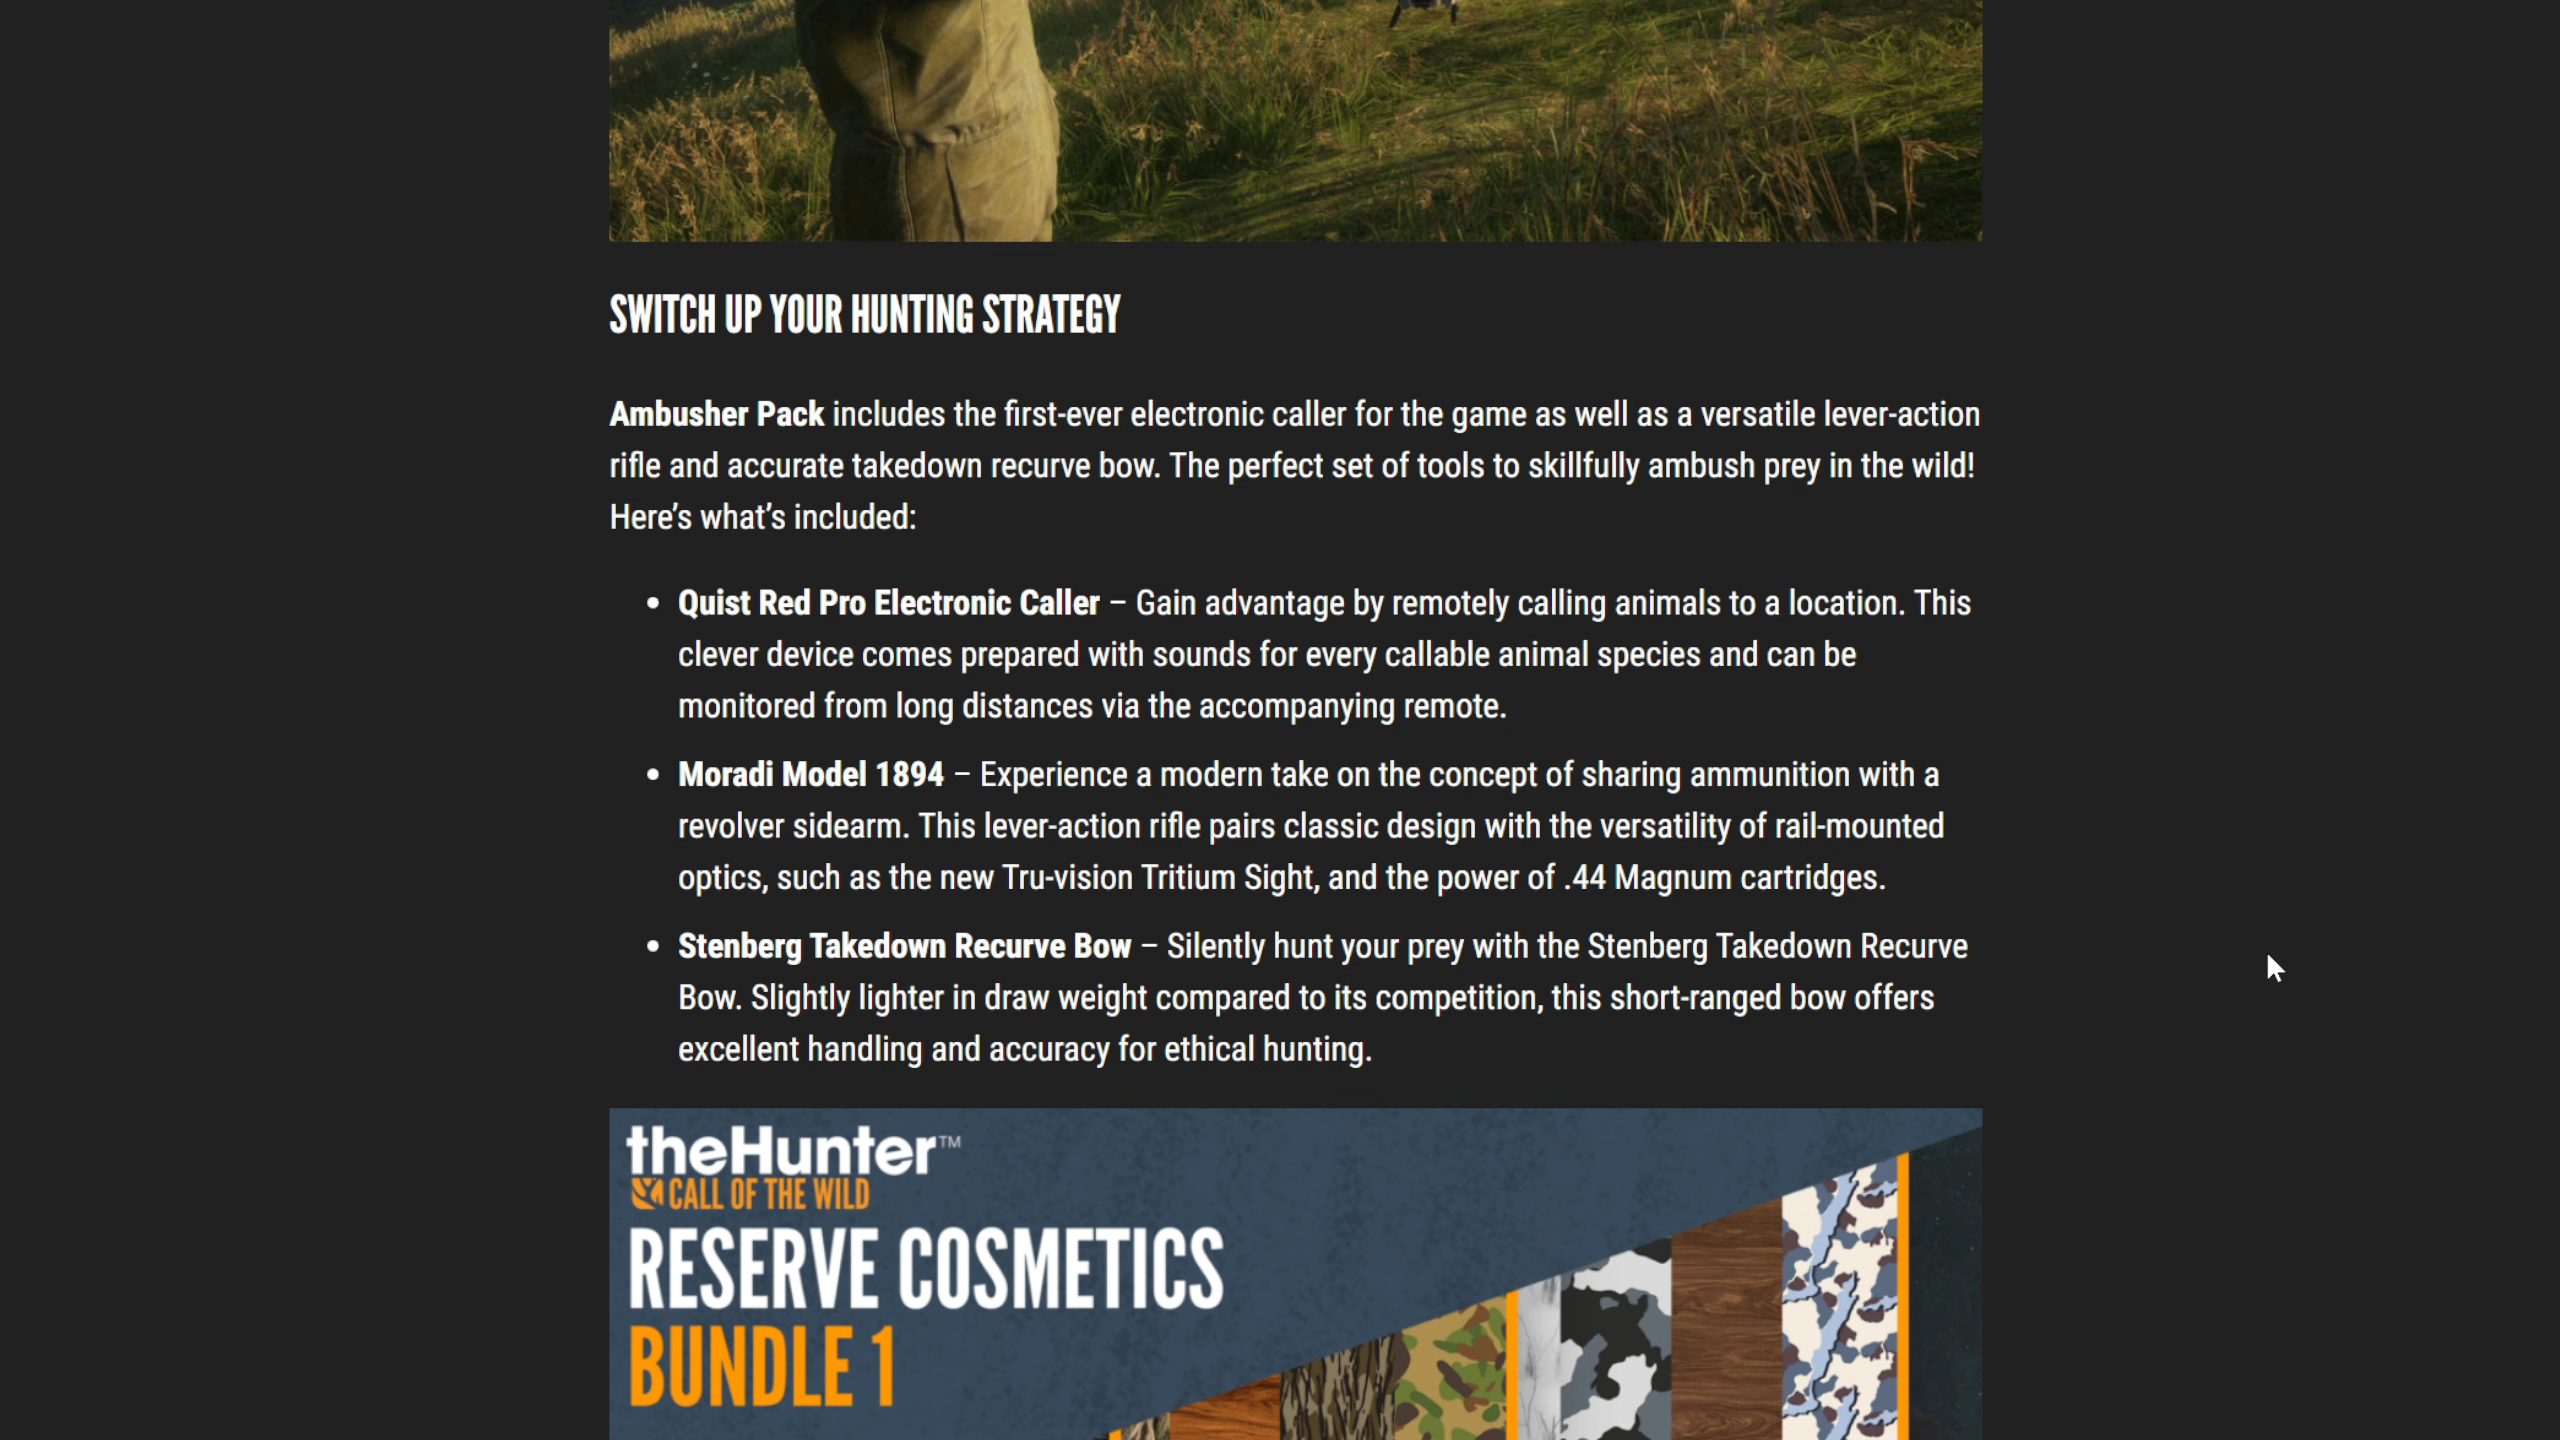 SWITCH UP YOUR HUNTING STRATEGY
Ambusher Pack includes the first-ever electronic caller for the game as well as a versatile lever-action
rifle and accurate takedown recurve bow. The perfect set of tools to skillfully ambush prey in the wild!
Here’s what’s included:
• Quist Red Pro Electronic Caller – Gain advantage by remotely calling animals to a location. This
clever device comes prepared with sounds for every callable animal species and can be
monitored from long distances via the accompanying remote.
• Moradi Model 1894 – Experience a modern take on the concept of sharing ammunition with a
revolver sidearm. This lever-action rifle pairs classic design with the versatility of rail-mounted
optics, such as the new Tru-vision Tritium Sight, and the power of .44 Magnum cartridges.
• Stenberg Takedown Recurve Bow – Silently hunt your prey with the Stenberg Takedown Recurve
Bow. Slightly lighter in draw weight compared to its competition, this short-ranged bow offers
excellent handling and accuracy for ethical hunting.
theHunter™
CALL OF THE WILD
RESERVE COSMETICS
BUNDLE 1